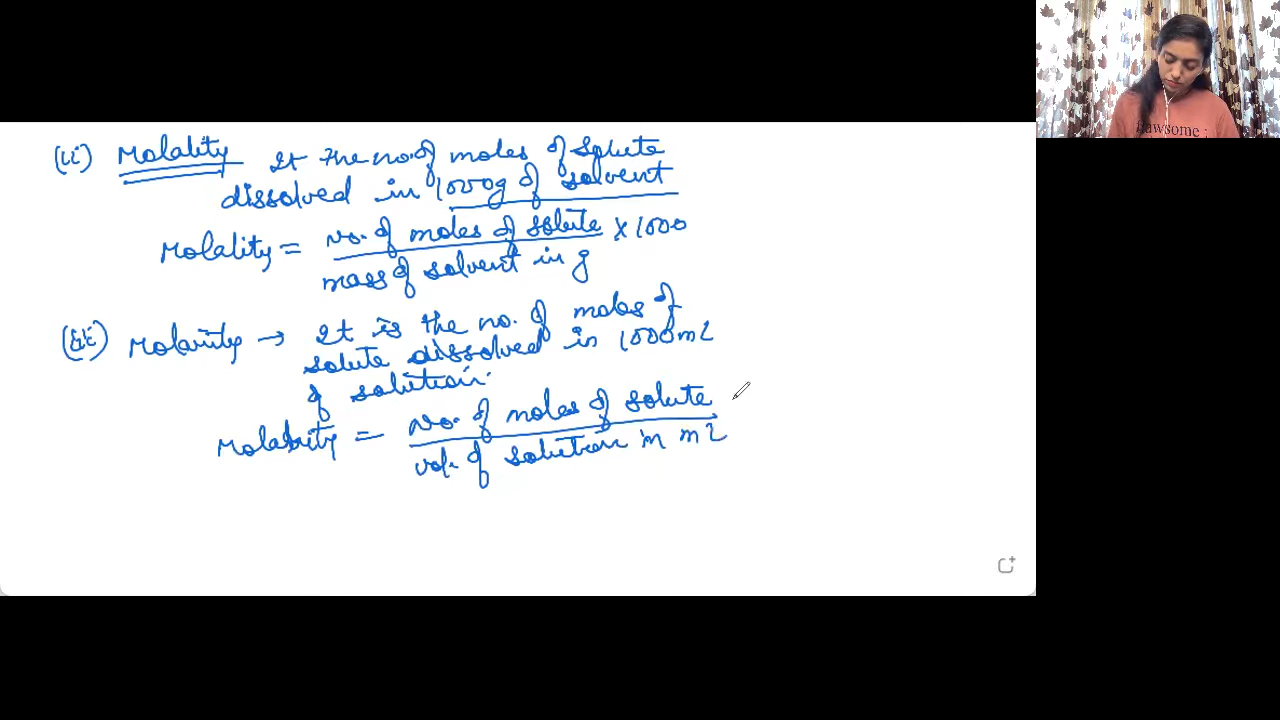 (ii) Molality It the no. of moles of solute
dissolved in 1000g of solvent
Molality = No. of moles of solute × 1000
mass of solvent in g
(iii) Molarity → It is the no. of moles of
solute dissolved in 1000mL
of solution.
Molarity = No. of moles of solute
vol. of solution in mL
flawsome :